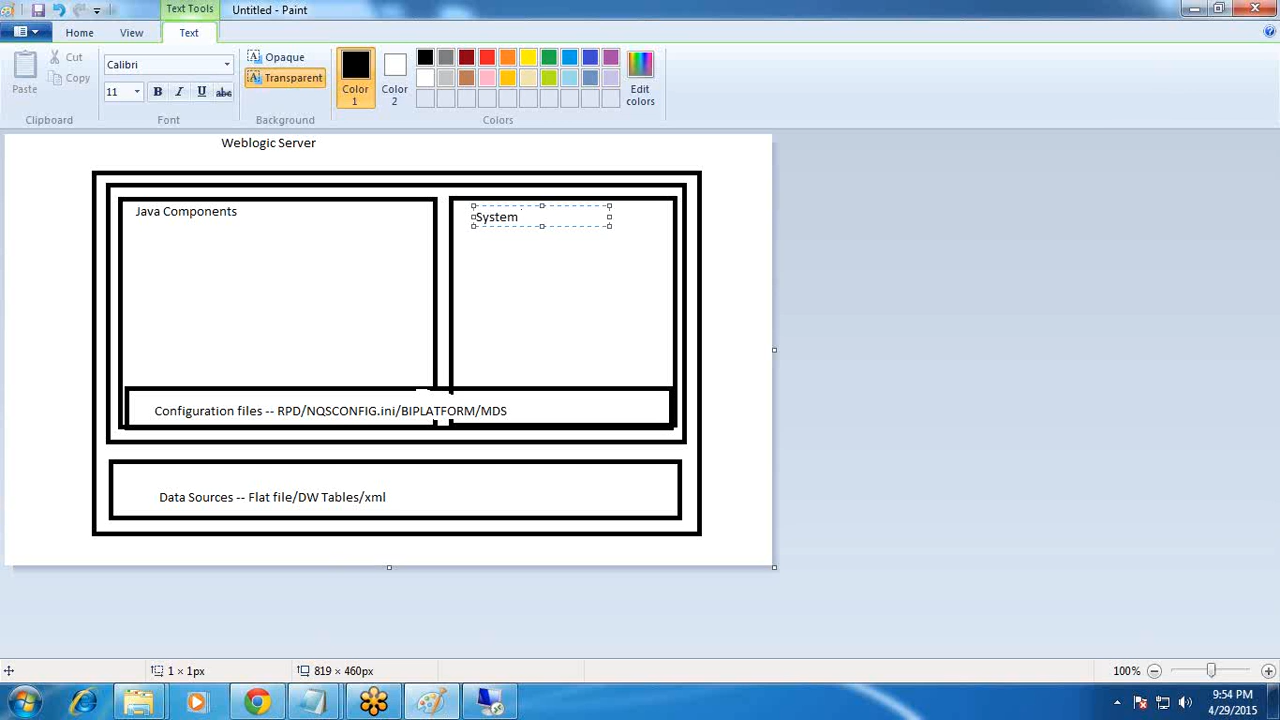 Text Tools
Untitled - Paint
Home
View
Text
Paste
Cut
Copy
Clipboard
Calibri
11
B
I
U
abc
Font
A Opaque
A Transparent
Background
Color 1
Color 2
Edit colors
Colors
Weblogic Server
Java Components
System
Configuration files -- RPD/NQSCONFIG.ini/BIPLATFORM/MDS
Data Sources -- Flat file/DW Tables/xml
1 × 1px
819 × 460px
100%
9:54 PM
4/29/2015